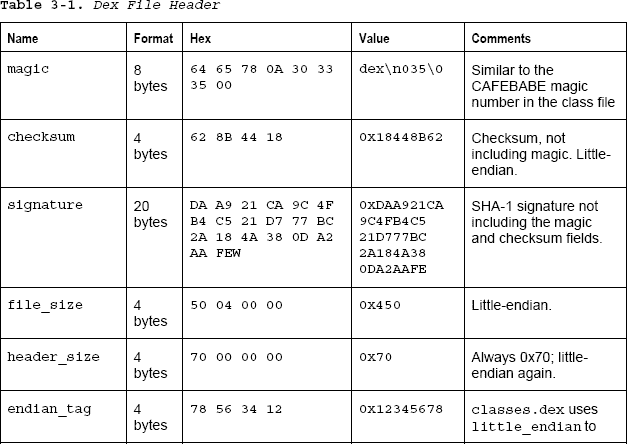 Table 3-1. Dex File Header
Name Format Hex Value Comments
magic 8 64 65 78 0A 30 33 dex\n035\0 Similar to the
bytes 35 00 CAFEBABE magic
number in the class file
checksum 4 62 8B 44 18 0x18448B62 Checksum, not
bytes including magic. Little-
endian.
signature 20 DA A9 21 CA 9C 4F 0xDAA921CA SHA-1 signature not
bytes B4 C5 21 D7 77 BC 9C4FB4C5 including the magic
2A 18 4A 38 0D A2 21D777BC and checksum fields.
AA FEW 2A184A38
0DA2AAFE
file_size 4 50 04 00 00 0x450 Little-endian.
bytes
header_size 4 70 00 00 00 0x70 Always 0x70; little-
bytes endian again.
endian_tag 4 78 56 34 12 0x12345678 classes.dex uses
bytes little_endian to